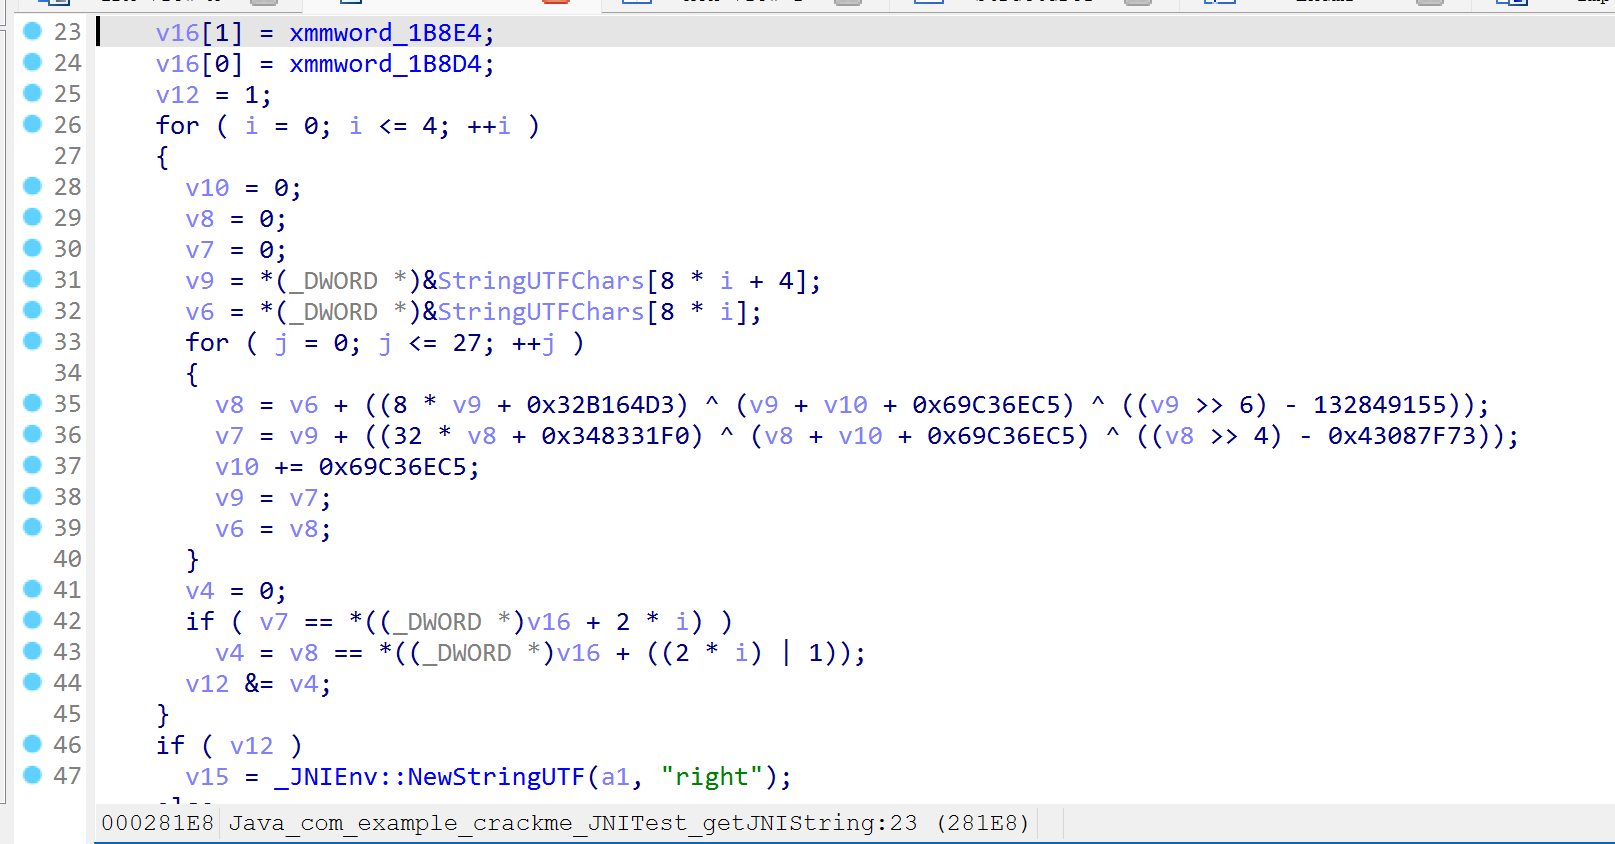 23 v16[1] = xmmword_1B8E4;
24 v16[0] = xmmword_1B8D4;
25 v12 = 1;
26 for ( i = 0; i <= 4; ++i )
27 {
28 v10 = 0;
29 v8 = 0;
30 v7 = 0;
31 v9 = *(_DWORD *)&StringUTFChars[8 * i + 4];
32 v6 = *(_DWORD *)&StringUTFChars[8 * i];
33 for ( j = 0; j <= 27; ++j )
34 {
35 v8 = v6 + ((8 * v9 + 0x32B164D3) ^ (v9 + v10 + 0x69C36EC5) ^ ((v9 >> 6) - 132849155));
36 v7 = v9 + ((32 * v8 + 0x348331F0) ^ (v8 + v10 + 0x69C36EC5) ^ ((v8 >> 4) - 0x43087F73));
37 v10 += 0x69C36EC5;
38 v9 = v7;
39 v6 = v8;
40 }
41 v4 = 0;
42 if ( v7 == *((_DWORD *)v16 + 2 * i) )
43 v4 = v8 == *((_DWORD *)v16 + ((2 * i) | 1));
44 v12 &= v4;
45 }
46 if ( v12 )
47 v15 = _JNIEnv::NewStringUTF(a1, "right");
000281E8 Java_com_example_crackme_JNITest_getJNIString:23 (281E8)